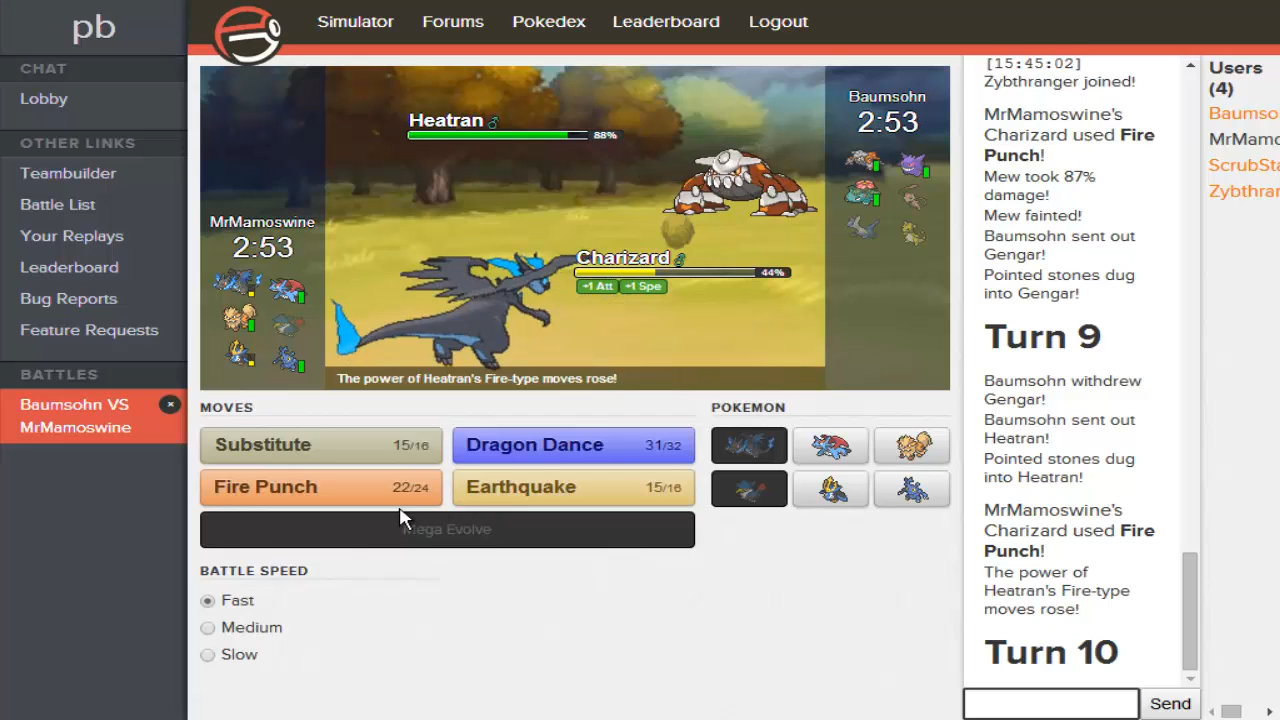 pb
Simulator
Forums
Pokedex
Leaderboard
Logout
CHAT
Lobby
OTHER LINKS
Teambuilder
Battle List
Your Replays
Leaderboard
Bug Reports
Feature Requests
BATTLES
Baumsohn VS
MrMamoswine
×
MrMamoswine
2:53
Heatran ♂
88%
Charizard ♂
44%
+1 Att
+1 Spe
The power of Heatran's Fire-type moves rose!
Baumsohn
2:53
MOVES
Substitute 15/16
Dragon Dance 31/32
Fire Punch 22/24
Earthquake 15/16
Mega Evolve
POKEMON
BATTLE SPEED
Fast
Medium
Slow
[15:45:02]
Zybthranger joined!
MrMamoswine's
Charizard used Fire
Punch!
Mew took 87%
damage!
Mew fainted!
Baumsohn sent out
Gengar!
Pointed stones dug
into Gengar!
Turn 9
Baumsohn withdrew
Gengar!
Baumsohn sent out
Heatran!
Pointed stones dug
into Heatran!
MrMamoswine's
Charizard used Fire
Punch!
The power of
Heatran's Fire-type
moves rose!
Turn 10
Send
Users
(4)
Baumso
MrMamo
ScrubSta
Zybthran